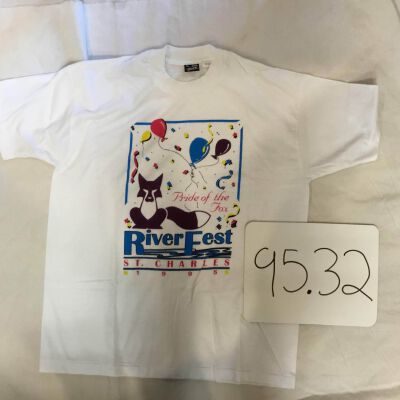 Pride of the
Fox
RiverFest
ST. CHARLES
95.32